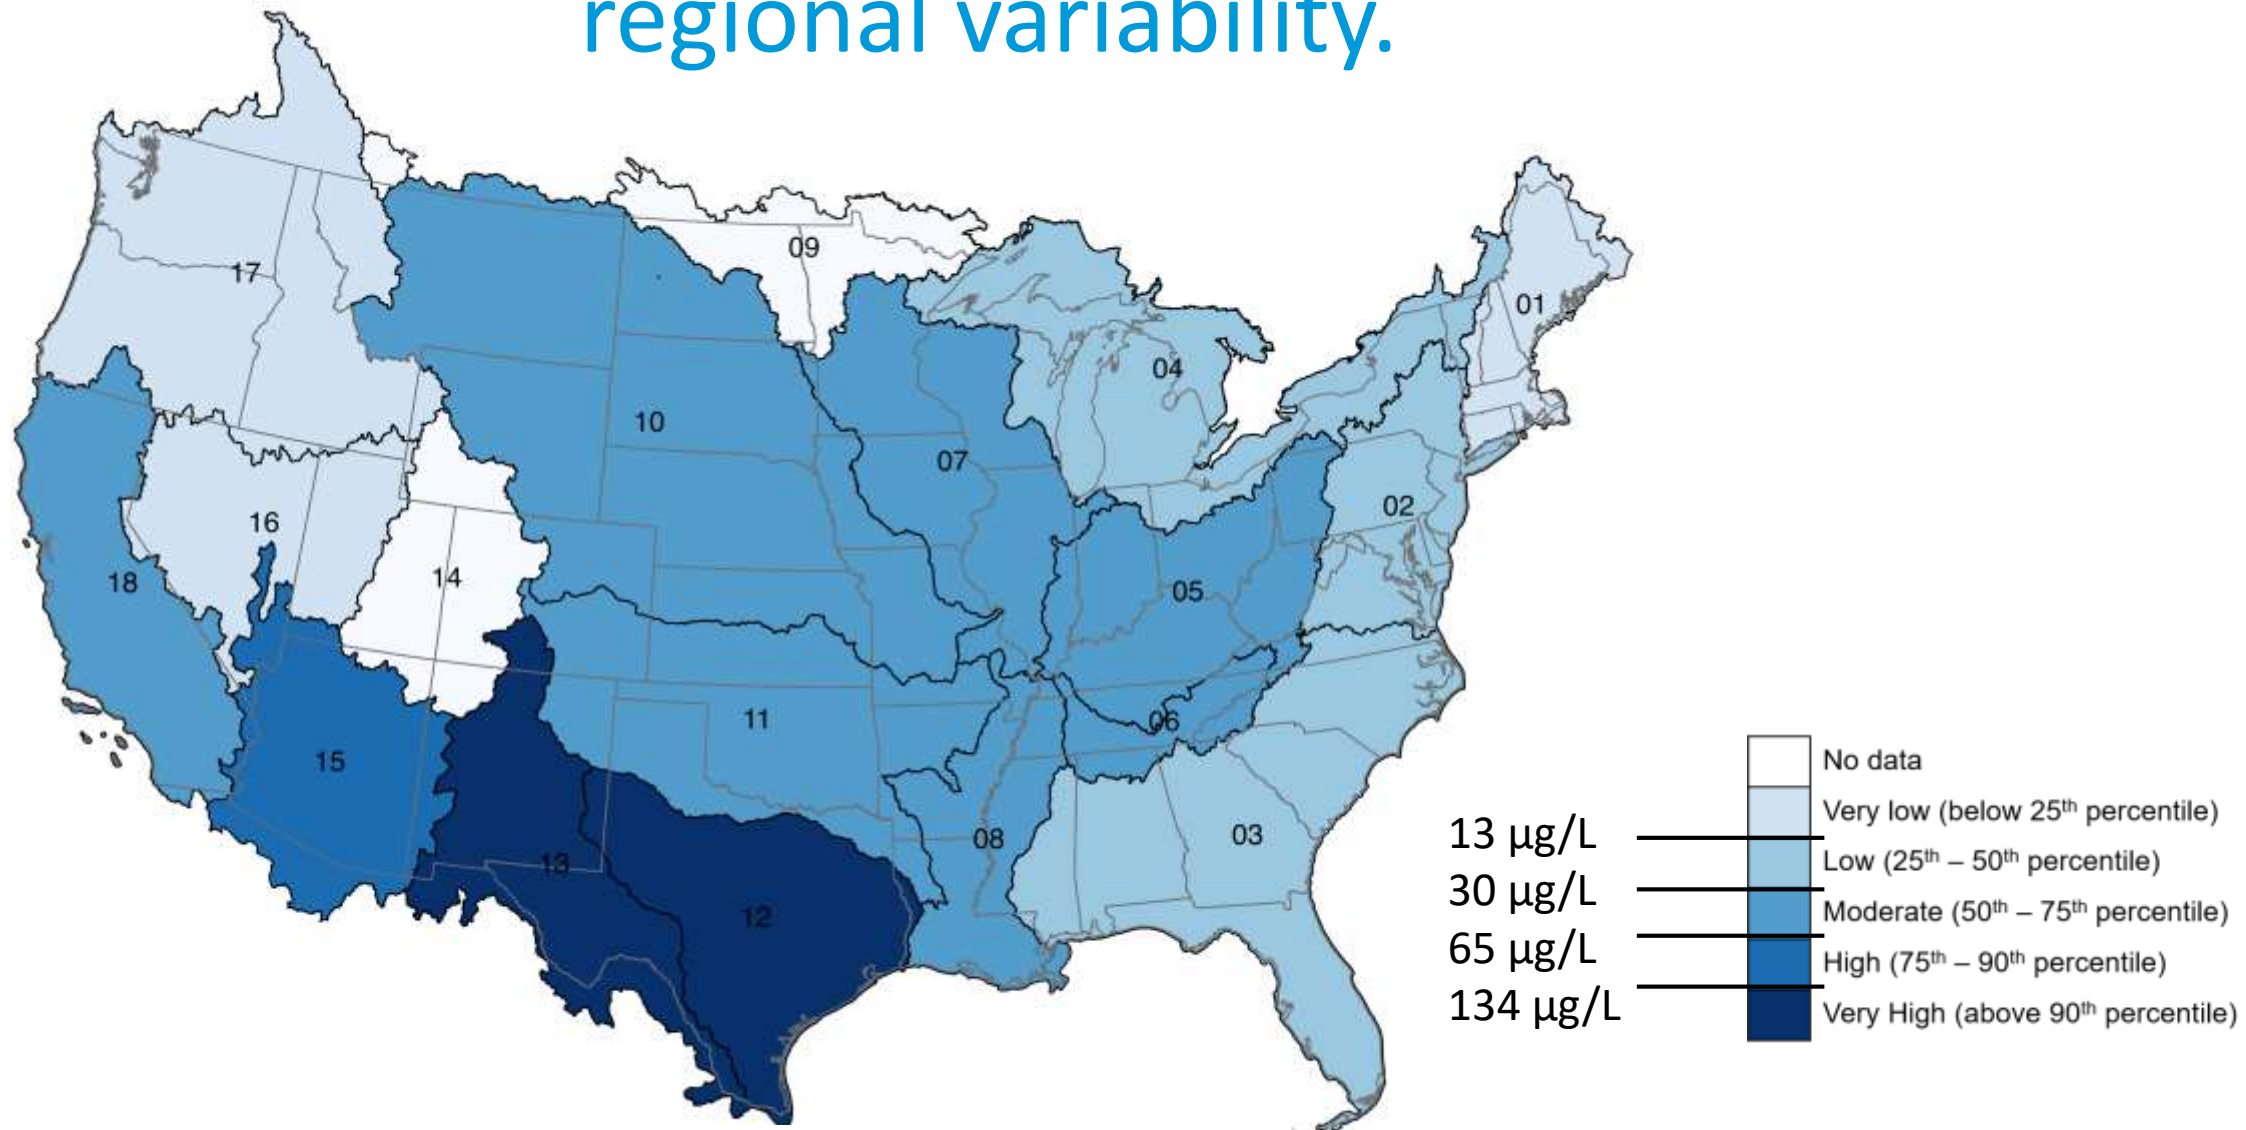 regional variability.
09
17
01
04
10
07
02
16
14
18
05
11
06
15
03
08
13
12
No data
Very low (below 25th percentile)
13 µg/L
Low (25th – 50th percentile)
30 µg/L
Moderate (50th – 75th percentile)
65 µg/L
High (75th – 90th percentile)
134 µg/L
Very High (above 90th percentile)